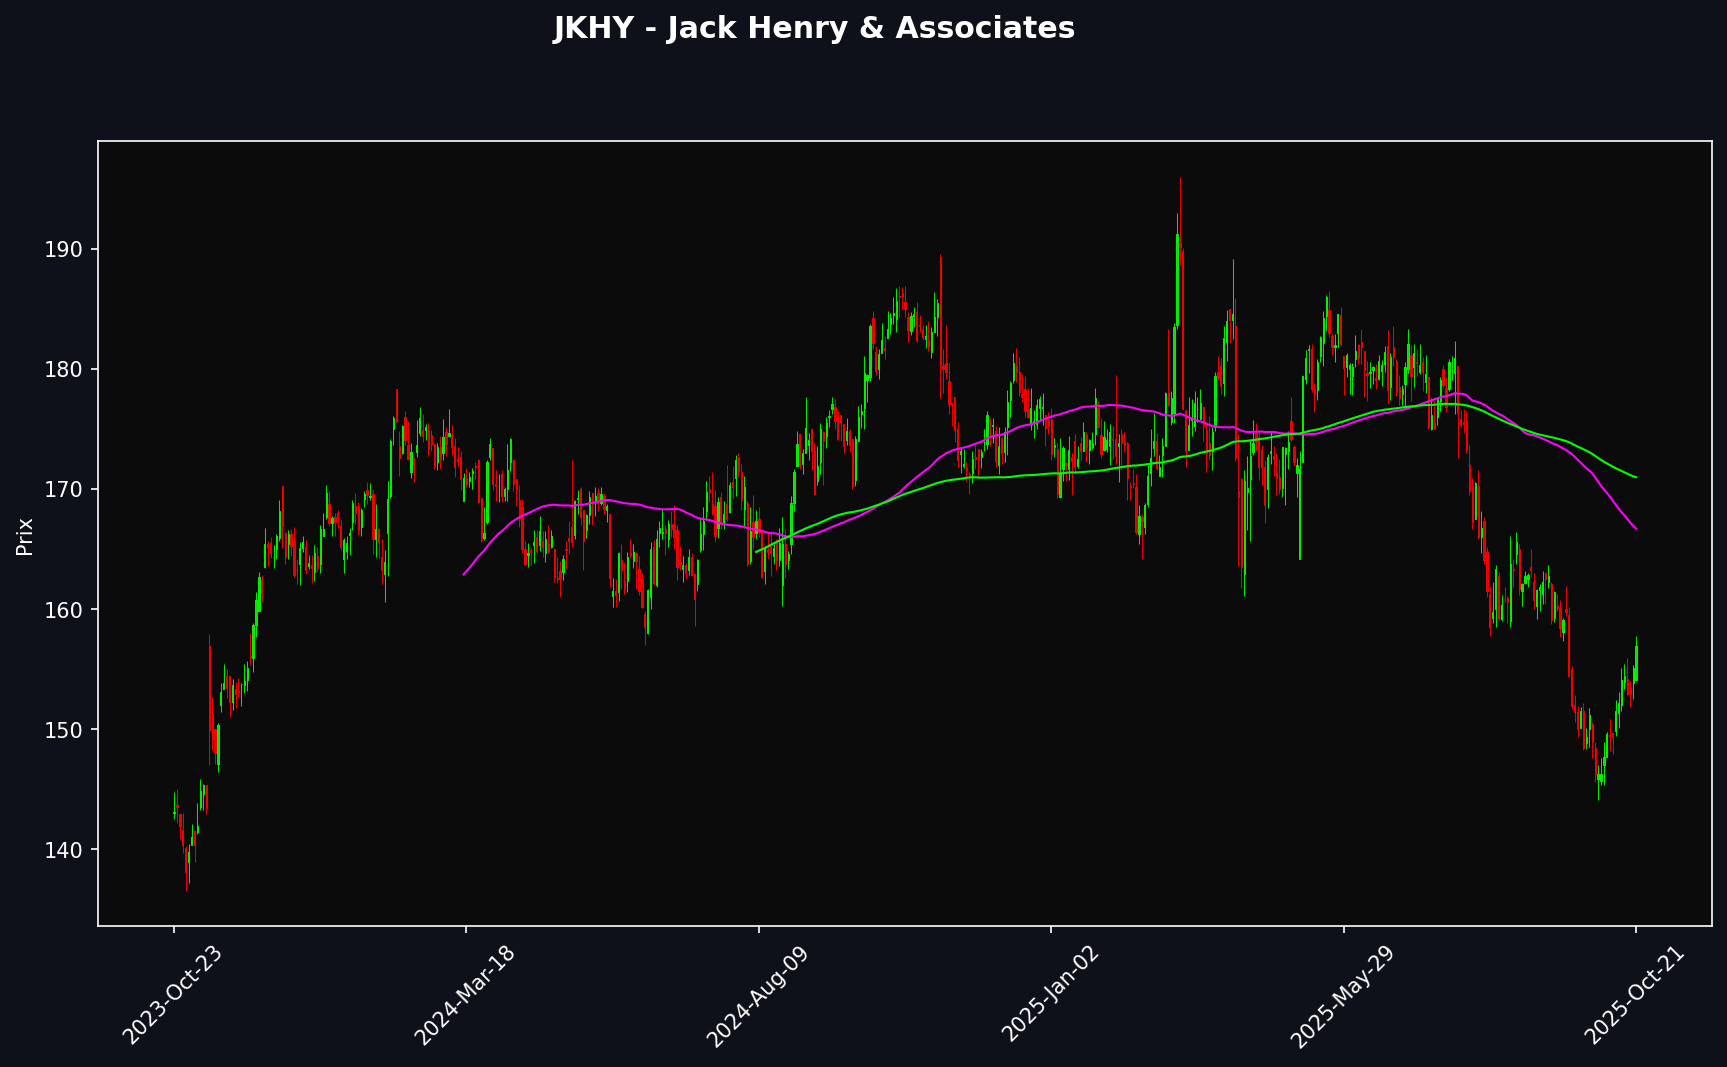 JKHY - Jack Henry & Associates
Prix
190
180
170
160
150
140
2023-Oct-23
2024-Mar-18
2024-Aug-09
2025-Jan-02
2025-May-29
2025-Oct-21